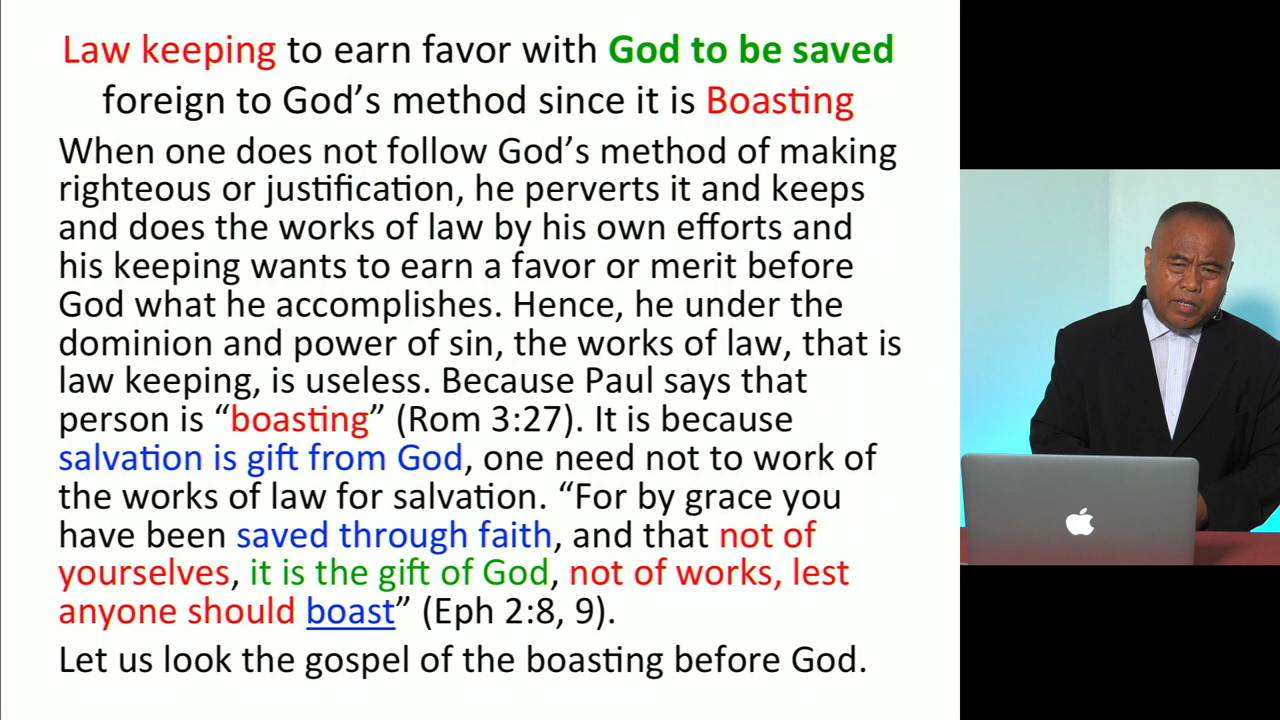 Law keeping to earn favor with God to be saved
foreign to God's method since it is Boasting
When one does not follow God's method of making
righteous or justification, he perverts it and keeps
and does the works of law by his own efforts and
his keeping wants to earn a favor or merit before
God what he accomplishes. Hence, he under the
dominion and power of sin, the works of law, that is
law keeping, is useless. Because Paul says that
person is “boasting” (Rom 3:27). It is because
salvation is gift from God, one need not to work of
the works of law for salvation. “For by grace you
have been saved through faith, and that not of
yourselves, it is the gift of God, not of works, lest
anyone should boast” (Eph 2:8, 9).
Let us look the gospel of the boasting before God.